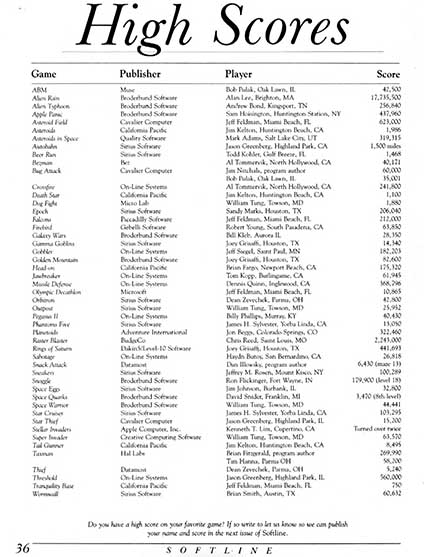 High Scores
Game Publisher Player Score
ABM Muse Bob Polak, Oak Lawn, IL 42,500
Alien Rain Broderbund Software Alan Lee, Brighton, MA 17,735,500
Alien Typhoon Broderbund Software Andrew Bond, Kingsport, TN 256,840
Apple Panic Broderbund Software Sam Hoisington, Huntington Station, NY 437,960
Asteroid Field Cavalier Computer Jeff Feldman, Miami Beach, FL 623,000
Asteroids California Pacific Jim Kelton, Huntington Beach, CA 1,986
Asteroids in Space Quality Software Mark Adams, Salt Lake City, UT 319,315
Autobahn Sirius Software Jason Greenberg, Highland Park, IL 1,500 miles
Beer Run Sirius Software Todd Kohler, Gulf Breeze, FL 1,468
Bezman Bez Al Tommervik, North Hollywood, CA 40,171
Bug Attack Cavalier Computer Jim Nitchals, program author 60,000
Bob Polak, Oak Lawn, IL 35,001
Crossfire On-Line Systems Al Tommervik, North Hollywood, CA 241,800
Death Star California Pacific Jim Kelton, Huntington Beach, CA 1,100
Dog Fight Micro Lab William Tung, Towson, MD 1,880
Epoch Sirius Software Sandy Marks, Houston, TX 206,040
Falcons Piccadilly Software Jeff Feldman, Miami Beach, FL 212,000
Firebird Gebelli Software Robert Young, South Pasadena, CA 63,850
Galaxy Wars Broderbund Software Bill Kleb, Aurora IL 28,350
Gamma Goblins Sirius Software Joey Grisaffi, Houston, TX 14,340
Gobbler On-Line Systems Jeff Siegel, Saint Paul, MN 182,203
Golden Mountain Broderbund Software Joey Grisaffi, Houston, TX 82,600
Head-on California Pacific Brian Fargo, Newport Beach, CA 175,320
Jawbreaker On-Line Systems Tom Kopp, Burlingame, CA 61,945
Missile Defense On-Line Systems Dennis Quinn, Inglewood, CA 368,796
Olympic Decathlon Microsoft Jeff Feldman, Miami Beach, FL 10,865
Orbitron Sirius Software Dean Zevechek, Parma, OH 41,800
Outpost Sirius Software William Tung, Towson, MD 25,952
Pegasus II On-Line Systems Billy Phillips, Murray, KY 40,430
Phantoms Five Sirius Software James H. Sylvester, Yorba Linda, CA 13,050
Planetoids Adventure International Jon Beggs, Colorado Springs, CO 322,460
Raster Blaster BudgeCo Chris Reed, Saint Louis, MO 2,243,000
Rings of Saturn Dakin5/Level-10 Software Joey Grisaffi, Houston, TX 441,693
Sabotage On-Line Systems Haydn Butos, San Bernardino, CA 26,818
Snack Attack Datamost Dan Illowsky, program author 6,430 (maze 13)
Sneakers Sirius Software Jeffrey M. Rosen, Mount Kisco, NY 100,289
Snoggle Broderbund Software Ron Flickinger, Fort Wayne, IN 179,900 (level 18)
Space Eggs Sirius Software Jim Johnson, Burbank, IL 32,800
Space Quarks Broderbund Software David Snider, Franklin, MI 3,470 (8th level)
Space Warrior Broderbund Software William Tung, Towson, MD 44,441
Star Cruiser Sirius Software James H. Sylvester, Yorba Linda, CA 103,295
Star Thief Cavalier Computer Jason Greenberg, Highland Park, IL 15,200
Stellar Invaders Apple Computer, Inc. Kenneth T. Lim, Cupertino, CA Turned over twice
Super Invader Creative Computing Software William Tung, Towson, MD 63,570
Tail Gunner California Pacific Jim Kelton, Huntington Beach, CA 8,495
Taxman Hal Labs Brian Fitzgerald, program author 269,990
Tim Hanna, Parma OH 58,200
Thief Datamost Dean Zevechek, Parma, OH 5,240
Threshold On-Line Systems Jason Greenberg, Highland Park, IL 560,000
Tranquility Base California Pacific Jeff Feldman, Miami Beach, FL 750
Wormwall Sirius Software Brian Smith, Austin, TX 60,632
Do you have a high score on your favorite game? If so write to let us know so we can publish
your name and score in the next issue of Softline.
36 SOFTLINE